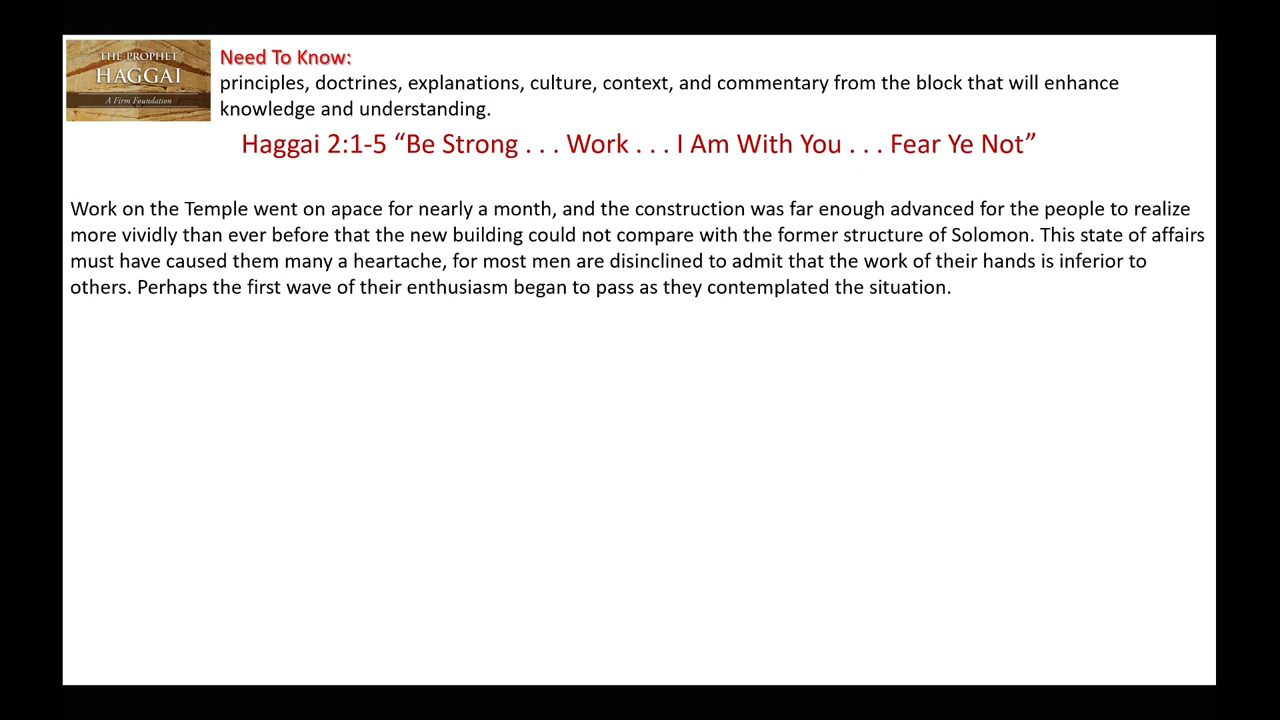 THE PROPHET
HAGGAI
A Firm Foundation
Need To Know:
principles, doctrines, explanations, culture, context, and commentary from the block that will enhance
knowledge and understanding.
Haggai 2:1-5 “Be Strong . . . Work . . . I Am With You . . . Fear Ye Not”
Work on the Temple went on apace for nearly a month, and the construction was far enough advanced for the people to realize
more vividly than ever before that the new building could not compare with the former structure of Solomon. This state of affairs
must have caused them many a heartache, for most men are disinclined to admit that the work of their hands is inferior to
others. Perhaps the first wave of their enthusiasm began to pass as they contemplated the situation.